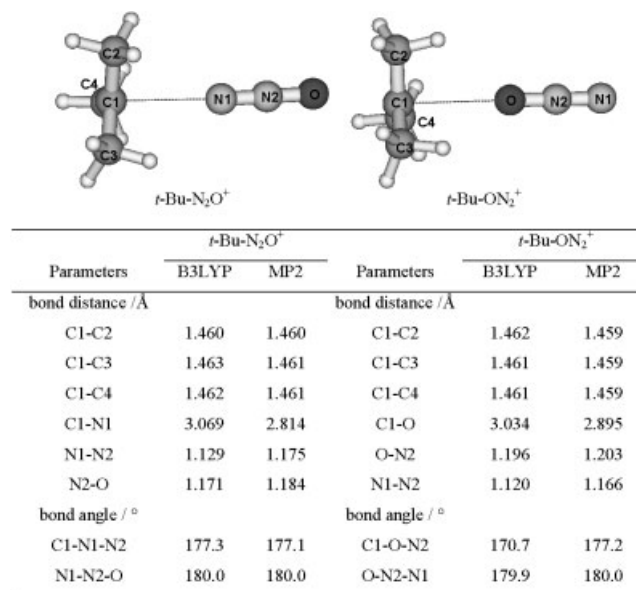 C2
C4
C1
N1
N2
O
C3
C2
C1
C4
O
N2
N1
C3
t-Bu-N₂O⁺
t-Bu-ON₂⁺
t-Bu-N₂O⁺ t-Bu-ON₂⁺
Parameters B3LYP MP2 Parameters B3LYP MP2
bond distance /Å bond distance /Å
C1-C2 1.460 1.460 C1-C2 1.462 1.459
C1-C3 1.463 1.461 C1-C3 1.461 1.459
C1-C4 1.462 1.461 C1-C4 1.461 1.459
C1-N1 3.069 2.814 C1-O 3.034 2.895
N1-N2 1.129 1.175 O-N2 1.196 1.203
N2-O 1.171 1.184 N1-N2 1.120 1.166
bond angle / ° bond angle / °
C1-N1-N2 177.3 177.1 C1-O-N2 170.7 177.2
N1-N2-O 180.0 180.0 O-N2-N1 179.9 180.0